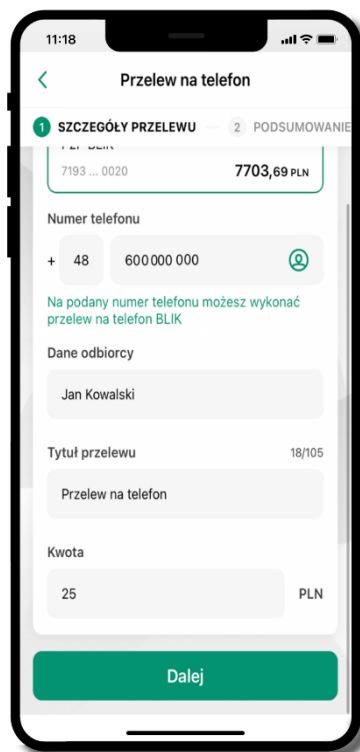 11:18
Przelew na telefon
1 SZCZEGÓŁY PRZELEWU 2 PODSUMOWANIE
BLIK
7193 ... 0020 7703,69 PLN
Numer telefonu
+ 48 600 000 000
Na podany numer telefonu możesz wykonać
przelew na telefon BLIK
Dane odbiorcy
Jan Kowalski
Tytuł przelewu 18/105
Przelew na telefon
Kwota
25 PLN
Dalej